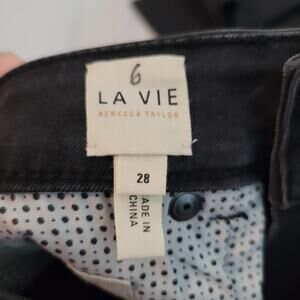 6
LA VIE
REBECCA TAYLOR
28
MADE IN
CHINA